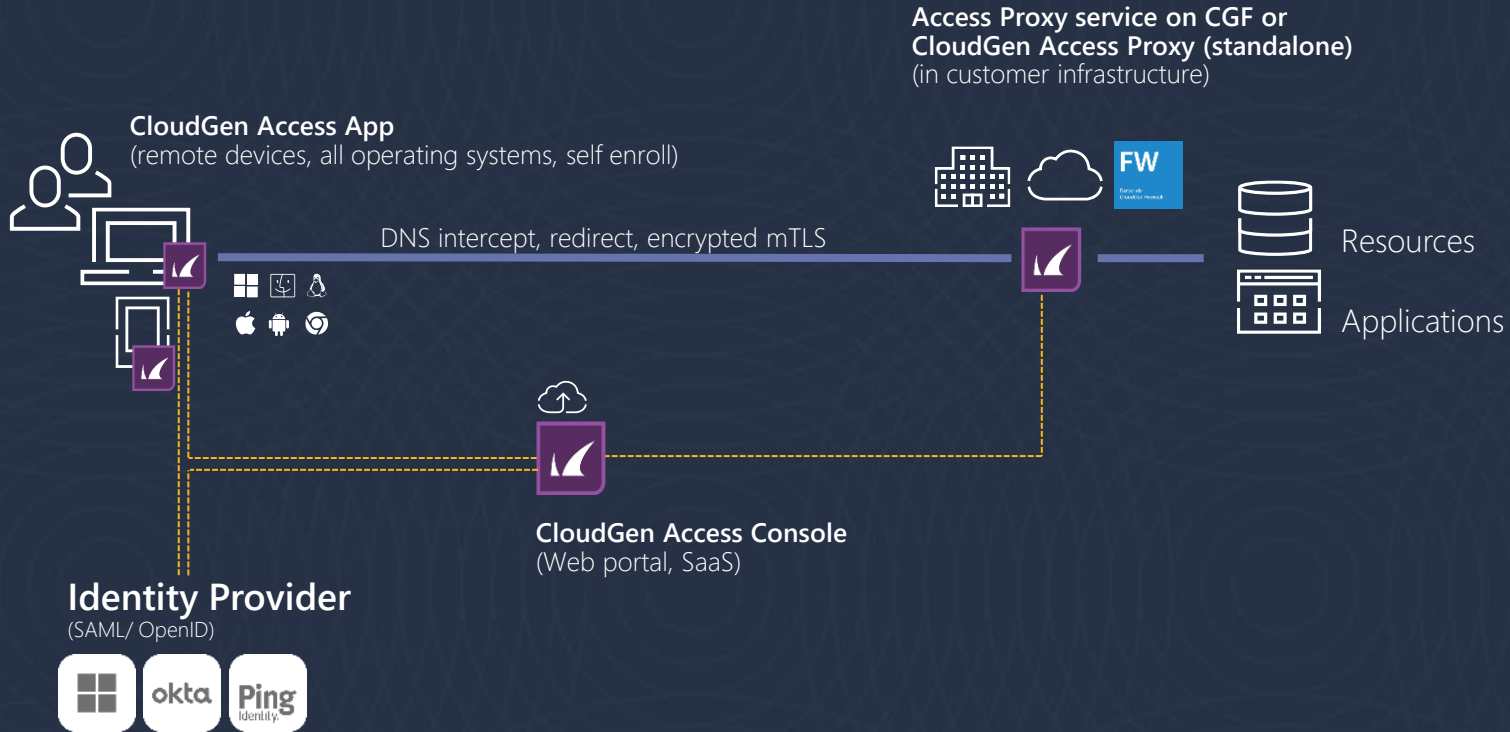 Access Proxy service on CGF or
CloudGen Access Proxy (standalone)
(in customer infrastructure)
CloudGen Access App
(remote devices, all operating systems, self enroll)
FW
DNS intercept, redirect, encrypted mTLS
Resources
Applications
CloudGen Access Console
(Web portal, SaaS)
Identity Provider
(SAML/ OpenID)
okta
Ping
Identity.